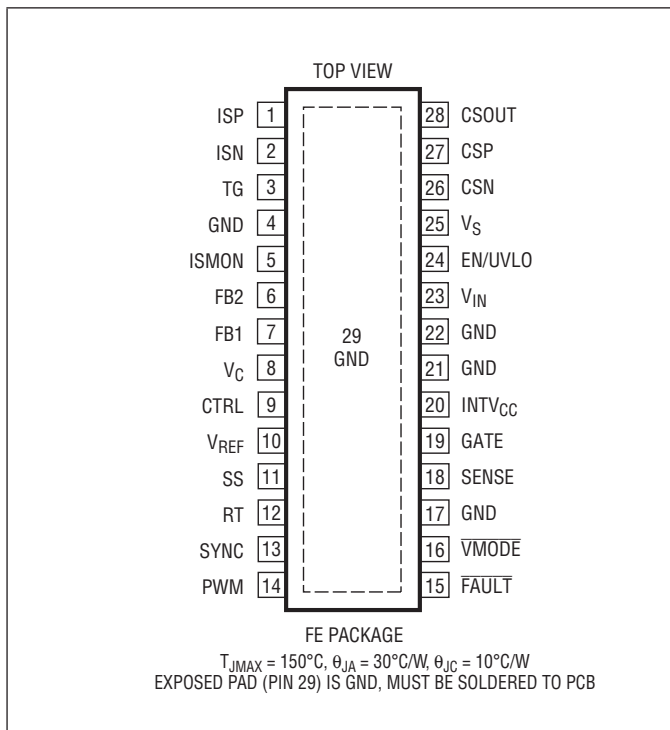 TOP VIEW
ISP 1
ISN 2
TG 3
GND 4
ISMON 5
FB2 6
FB1 7
VC 8
CTRL 9
VREF 10
SS 11
RT 12
SYNC 13
PWM 14
29
GND
28 CSOUT
27 CSP
26 CSN
25 VS
24 EN/UVLO
23 VIN
22 GND
21 GND
20 INTVCC
19 GATE
18 SENSE
17 GND
16 VMODE
15 FAULT
FE PACKAGE
TJMAX = 150°C, θJA = 30°C/W, θJC = 10°C/W
EXPOSED PAD (PIN 29) IS GND, MUST BE SOLDERED TO PCB